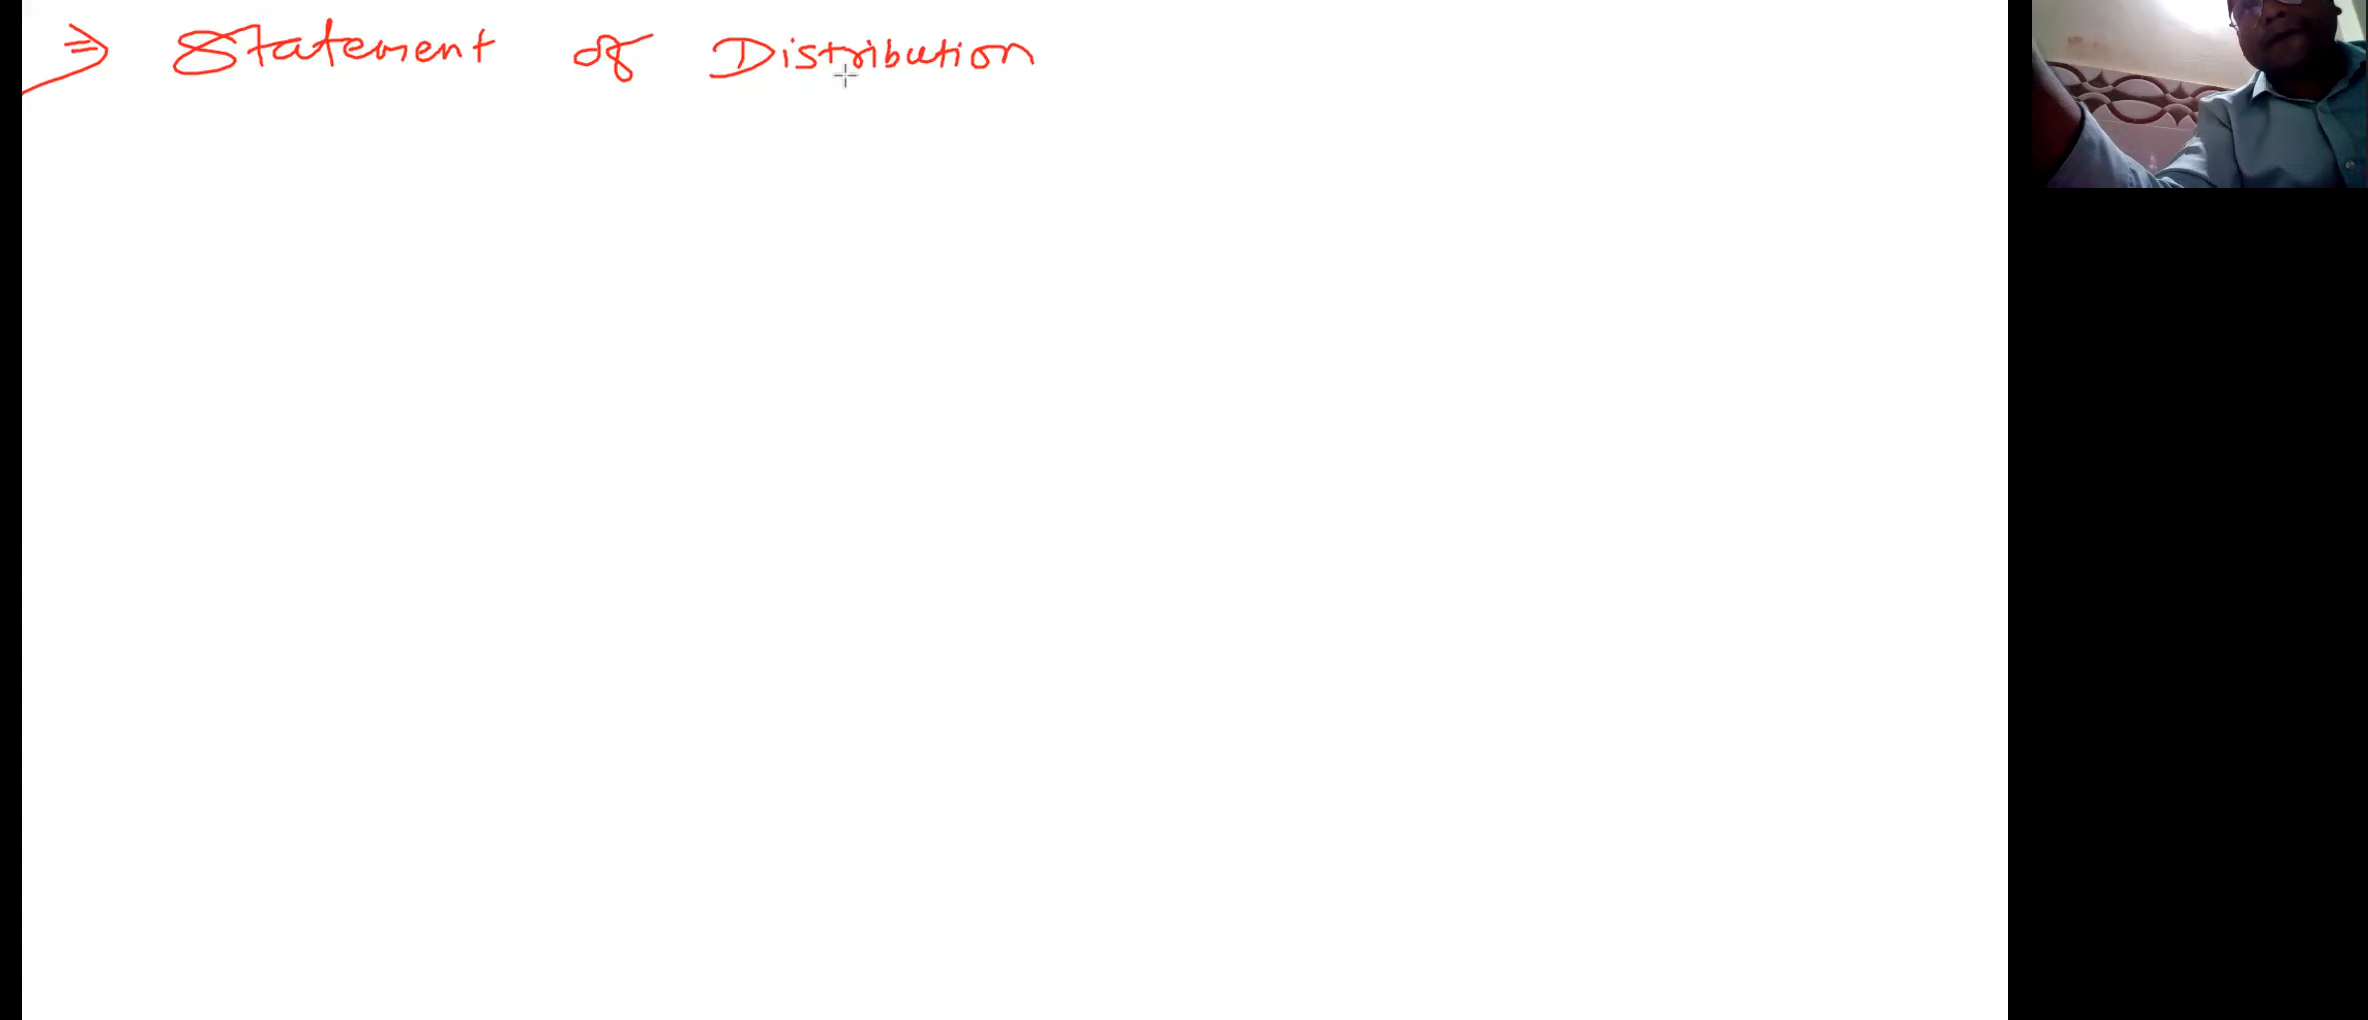 ⇒ Statement of Distribution